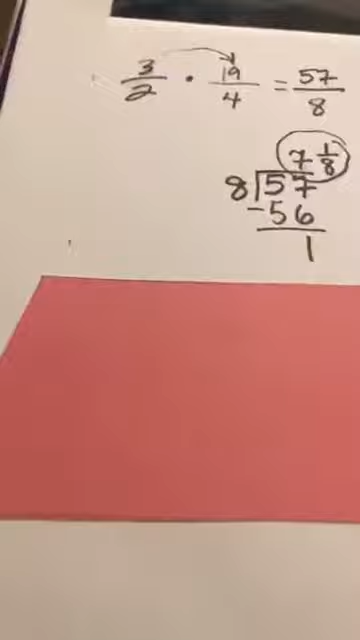 3/2 · 19/4 = 57/8
7 1/8
8)57
-56
1